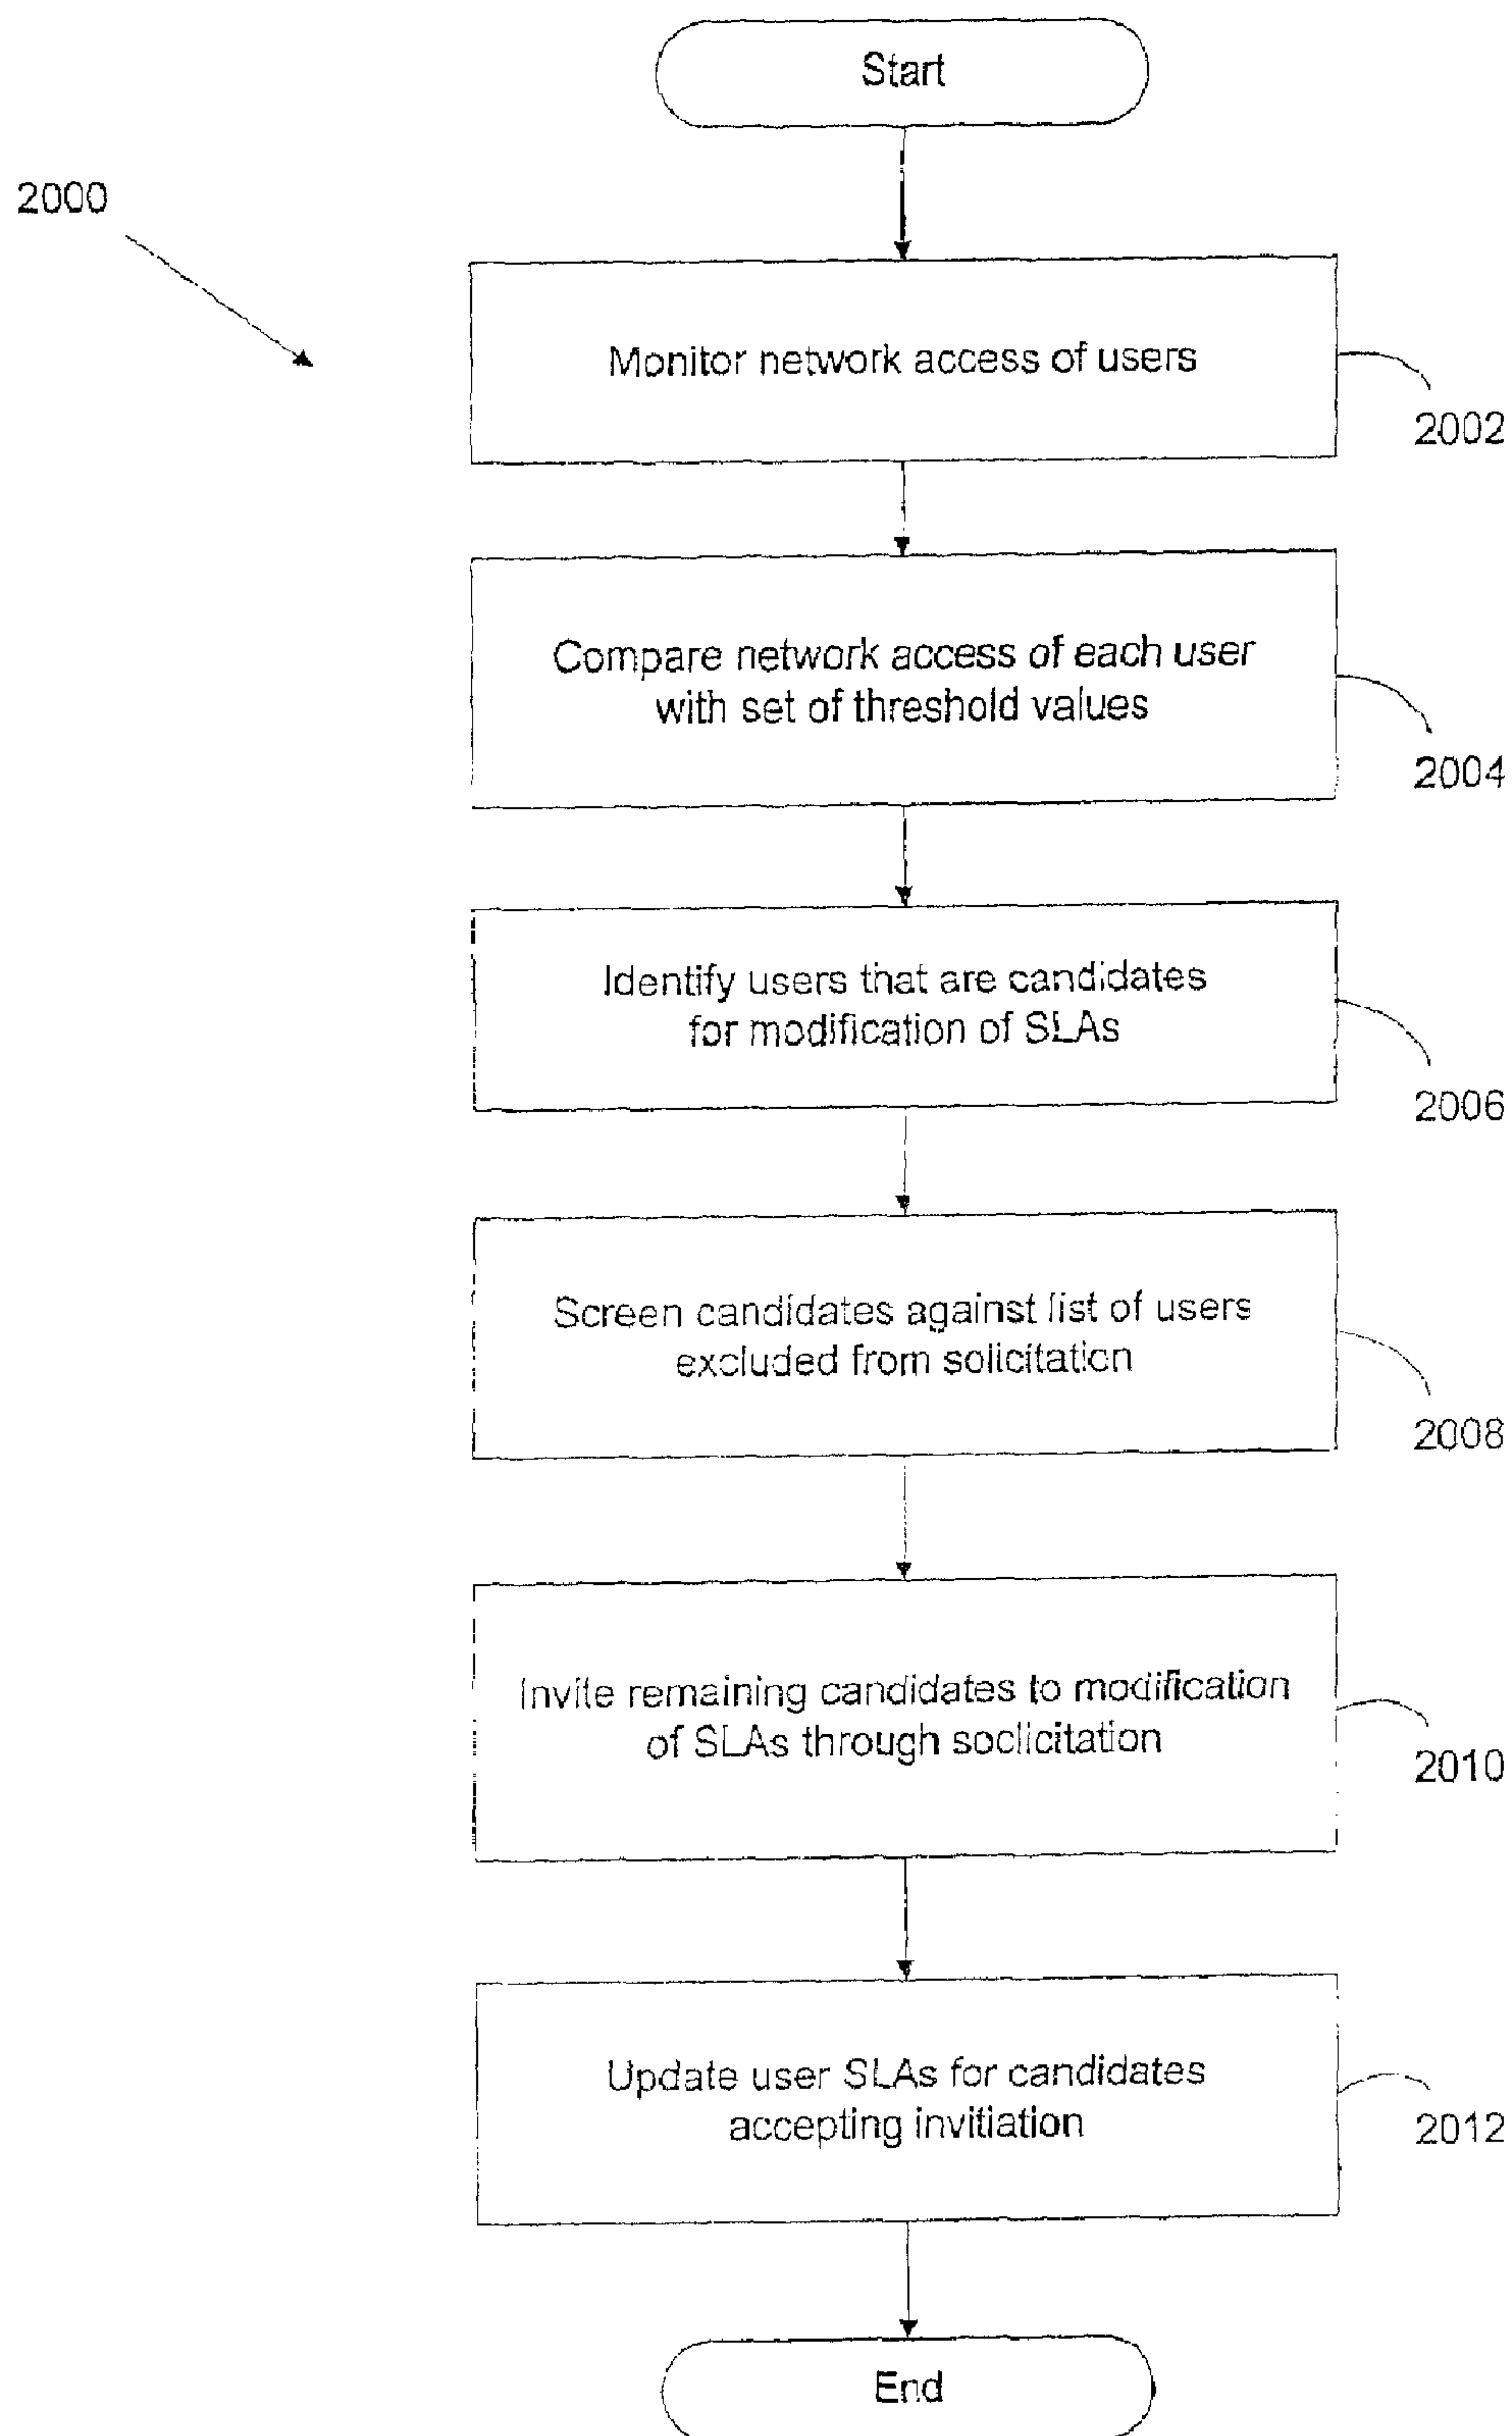 Start
2000
Monitor network access of users
2002
Compare network access of each user
with set of threshold values
2004
Identify users that are candidates
for modification of SLAs
2006
Screen candidates against list of users
excluded from solicitation
2008
Invite remaining candidates to modification
of SLAs through soclicitation
2010
Update user SLAs for candidates
accepting invitiation
2012
End